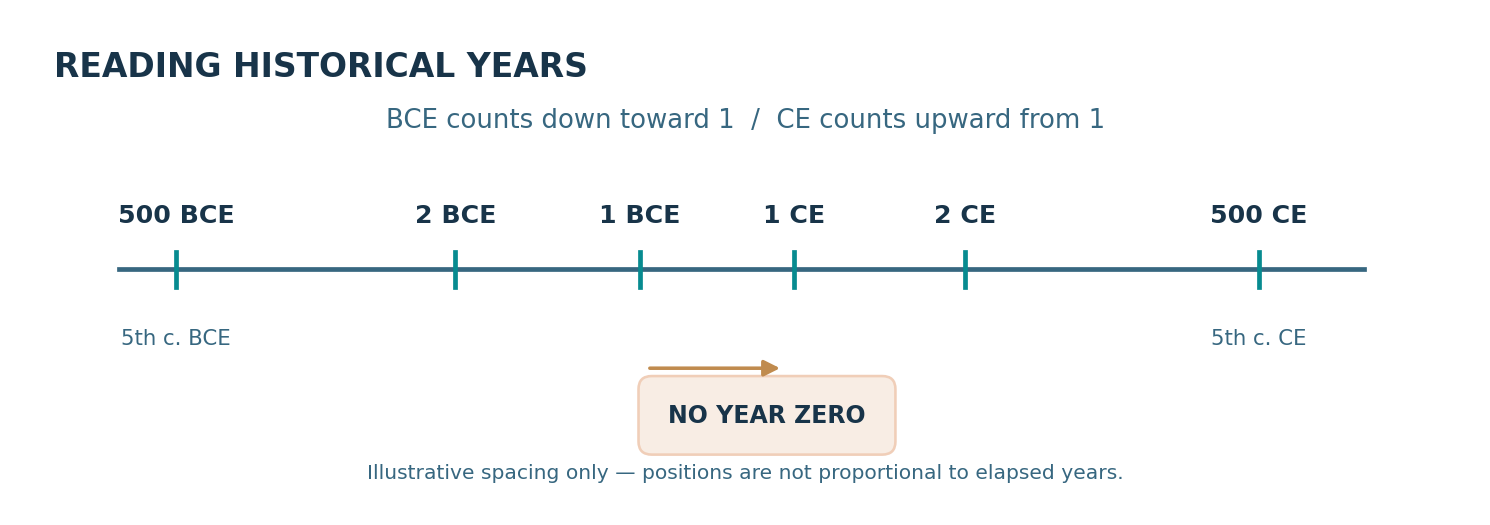 READING HISTORICAL YEARS
BCE counts down toward 1 / CE counts upward from 1
500 BCE 2 BCE 1 BCE 1 CE 2 CE 500 CE
5th c. BCE 5th c. CE
NO YEAR ZERO
Illustrative spacing only — positions are not proportional to elapsed years.